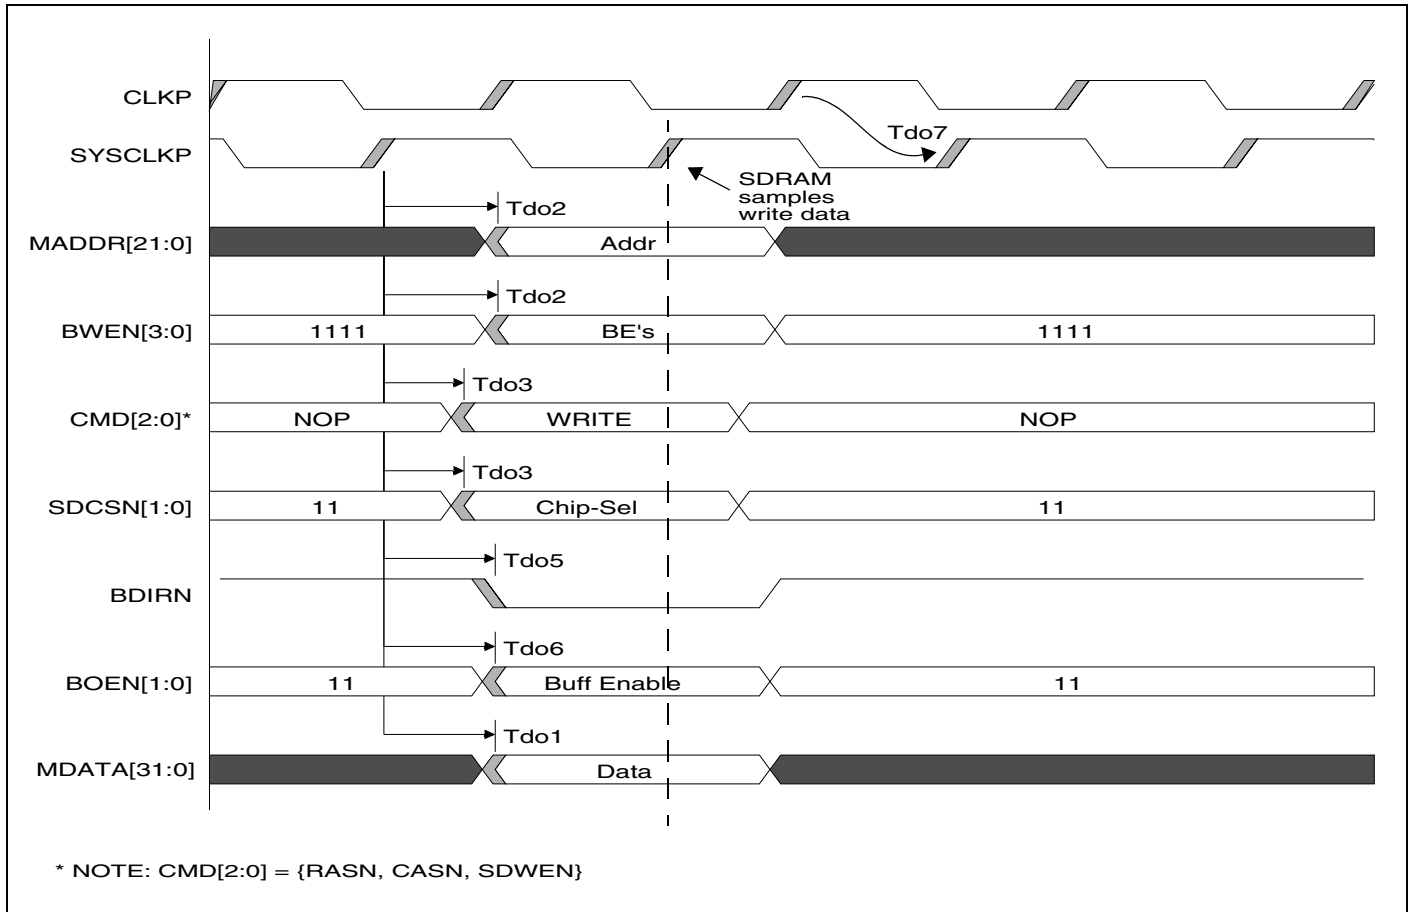 CLKP
Tdo7
SYSCLKP
SDRAM
samples
write data
Tdo2
MADDR[21:0]
Addr
Tdo2
BWEN[3:0]
1111
BE's
1111
Tdo3
CMD[2:0]*
NOP
WRITE
NOP
Tdo3
SDCSN[1:0]
11
Chip-Sel
11
Tdo5
BDIRN
Tdo6
BOEN[1:0]
11
Buff Enable
11
Tdo1
MDATA[31:0]
Data
* NOTE: CMD[2:0] = {RASN, CASN, SDWEN}